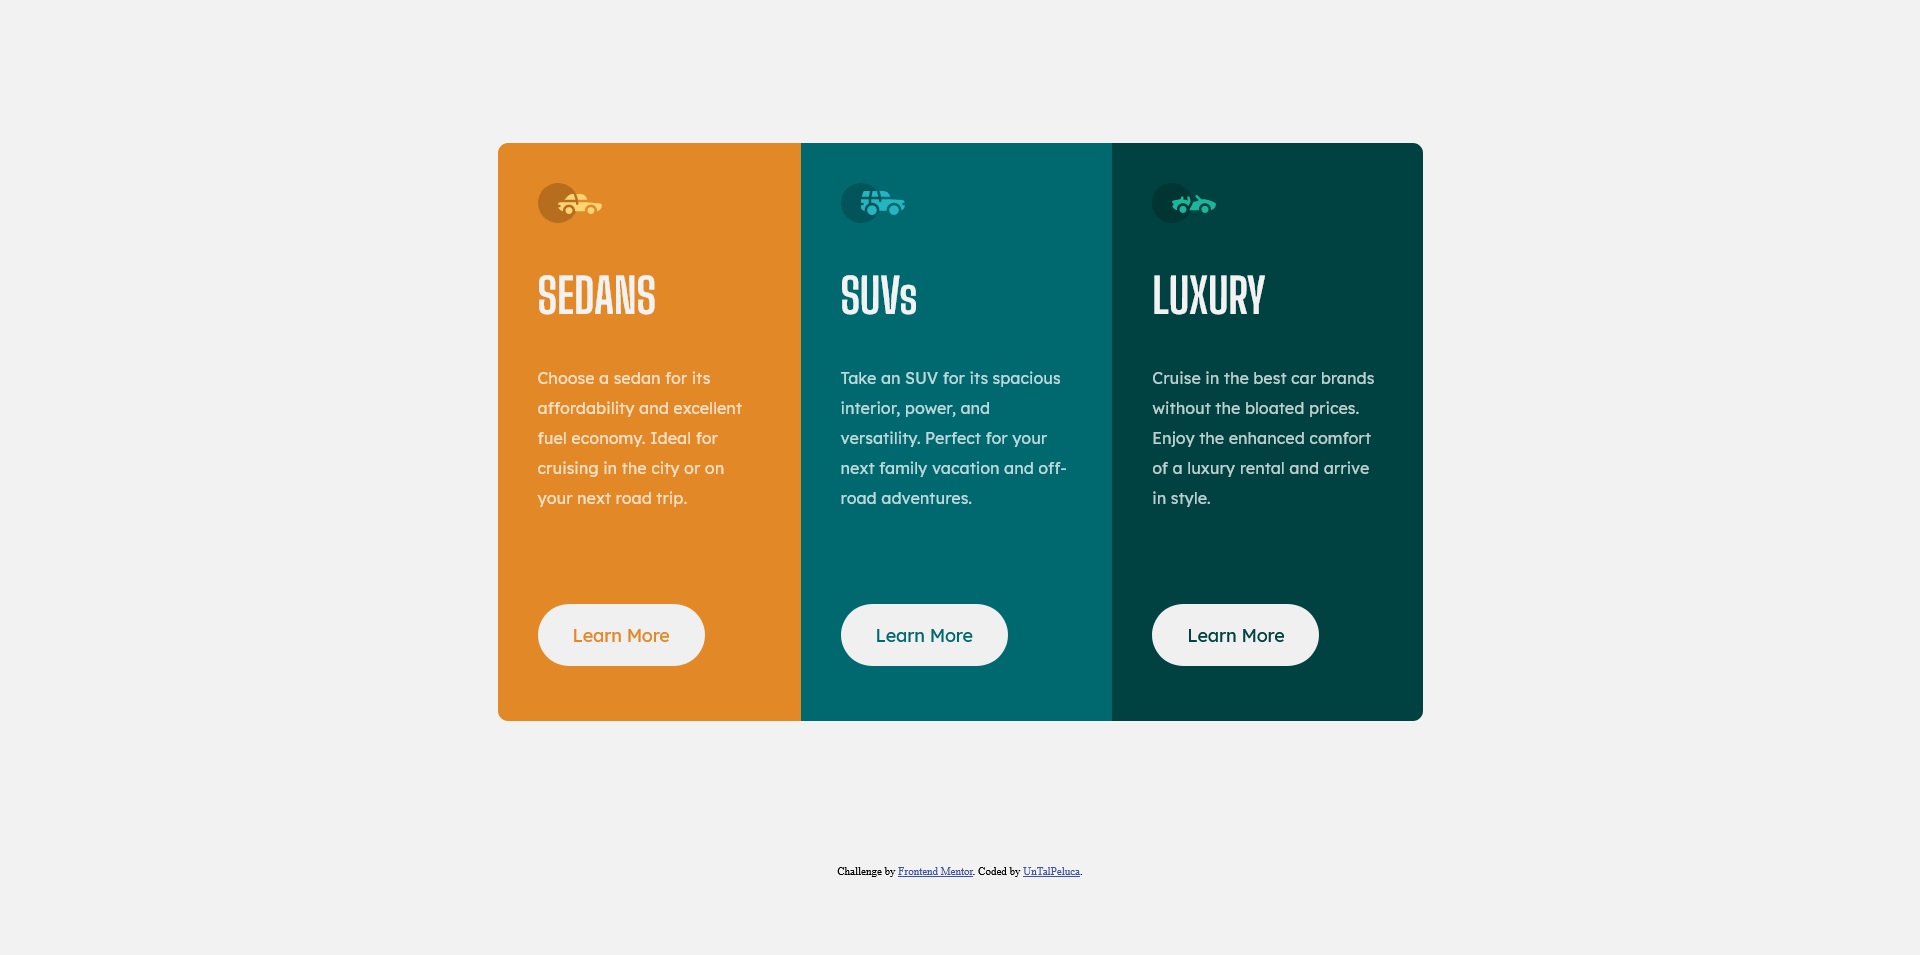 SEDANS
Choose a sedan for its
affordability and excellent
fuel economy. Ideal for
cruising in the city or on
your next road trip.
Learn More
SUVs
Take an SUV for its spacious
interior, power, and
versatility. Perfect for your
next family vacation and off-
road adventures.
Learn More
LUXURY
Cruise in the best car brands
without the bloated prices.
Enjoy the enhanced comfort
of a luxury rental and arrive
in style.
Learn More
Challenge by Frontend Mentor. Coded by UnTalPeluca.